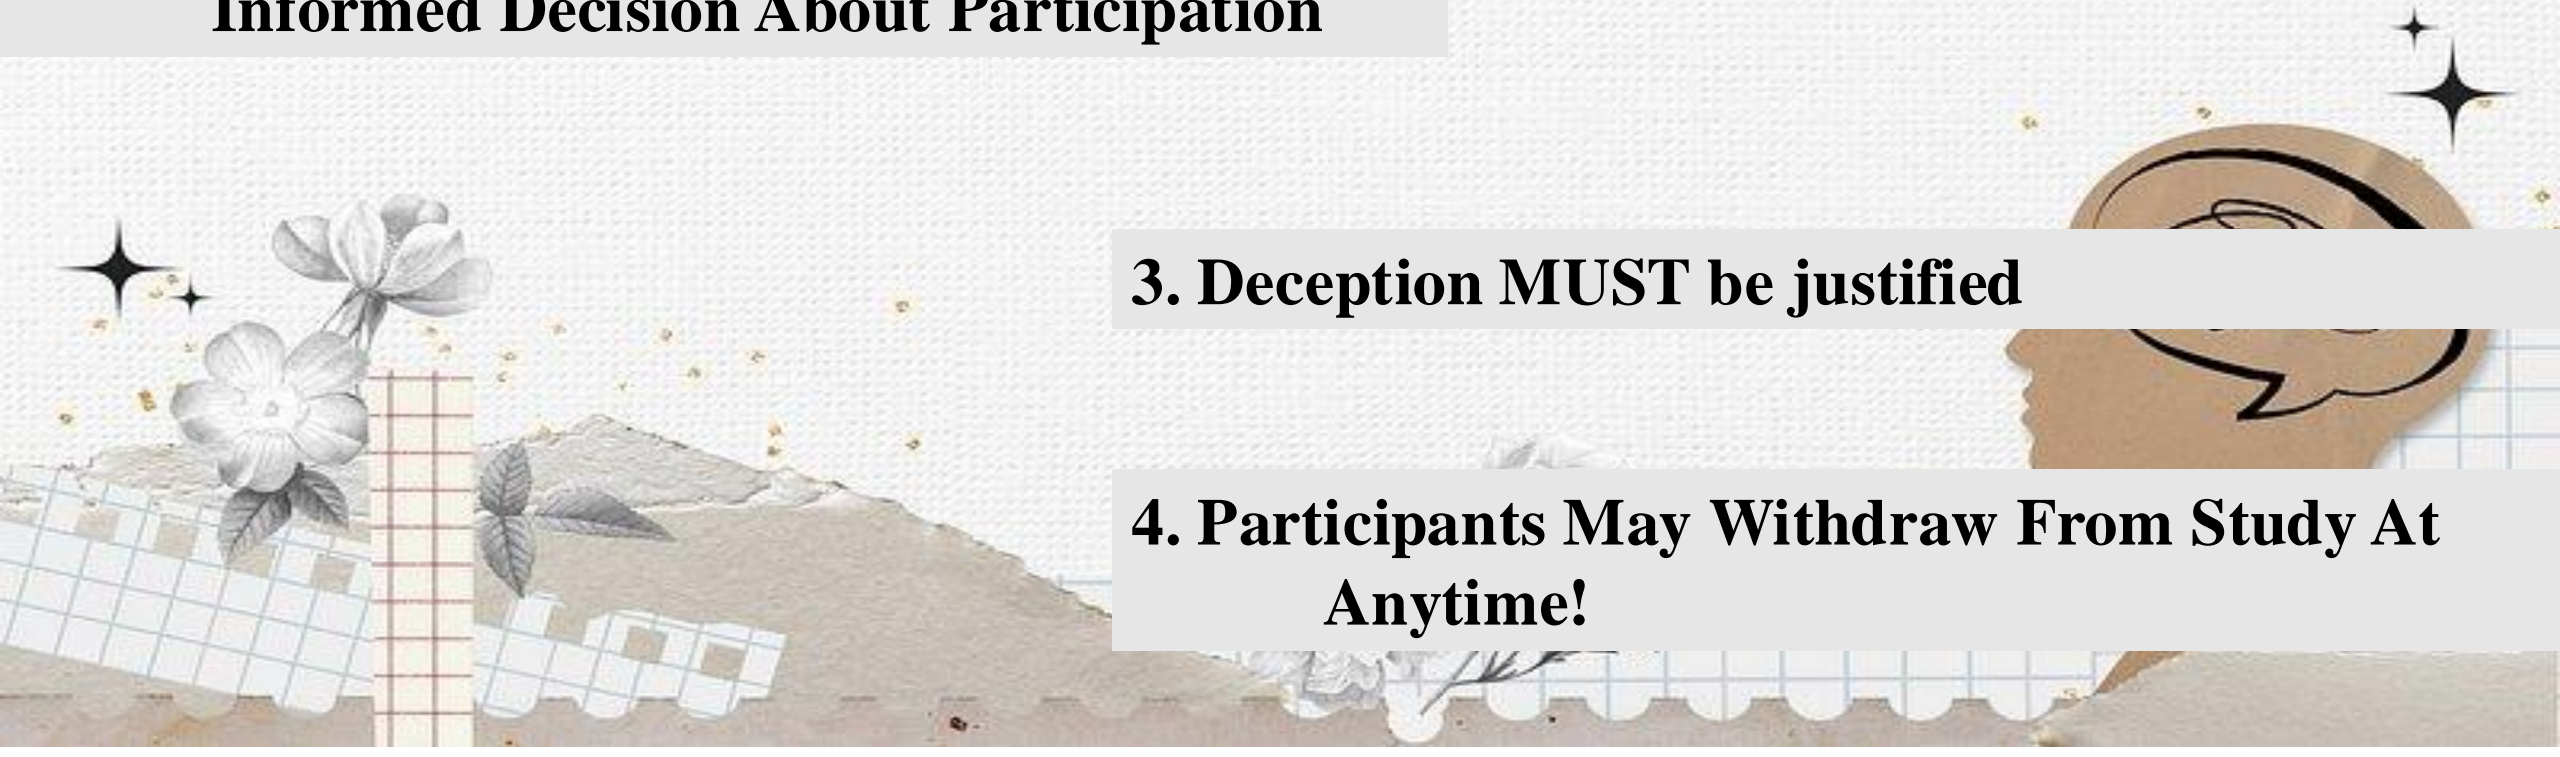 Informed Decision About Participation
3. Deception MUST be justified
4. Participants May Withdraw From Study At
Anytime!